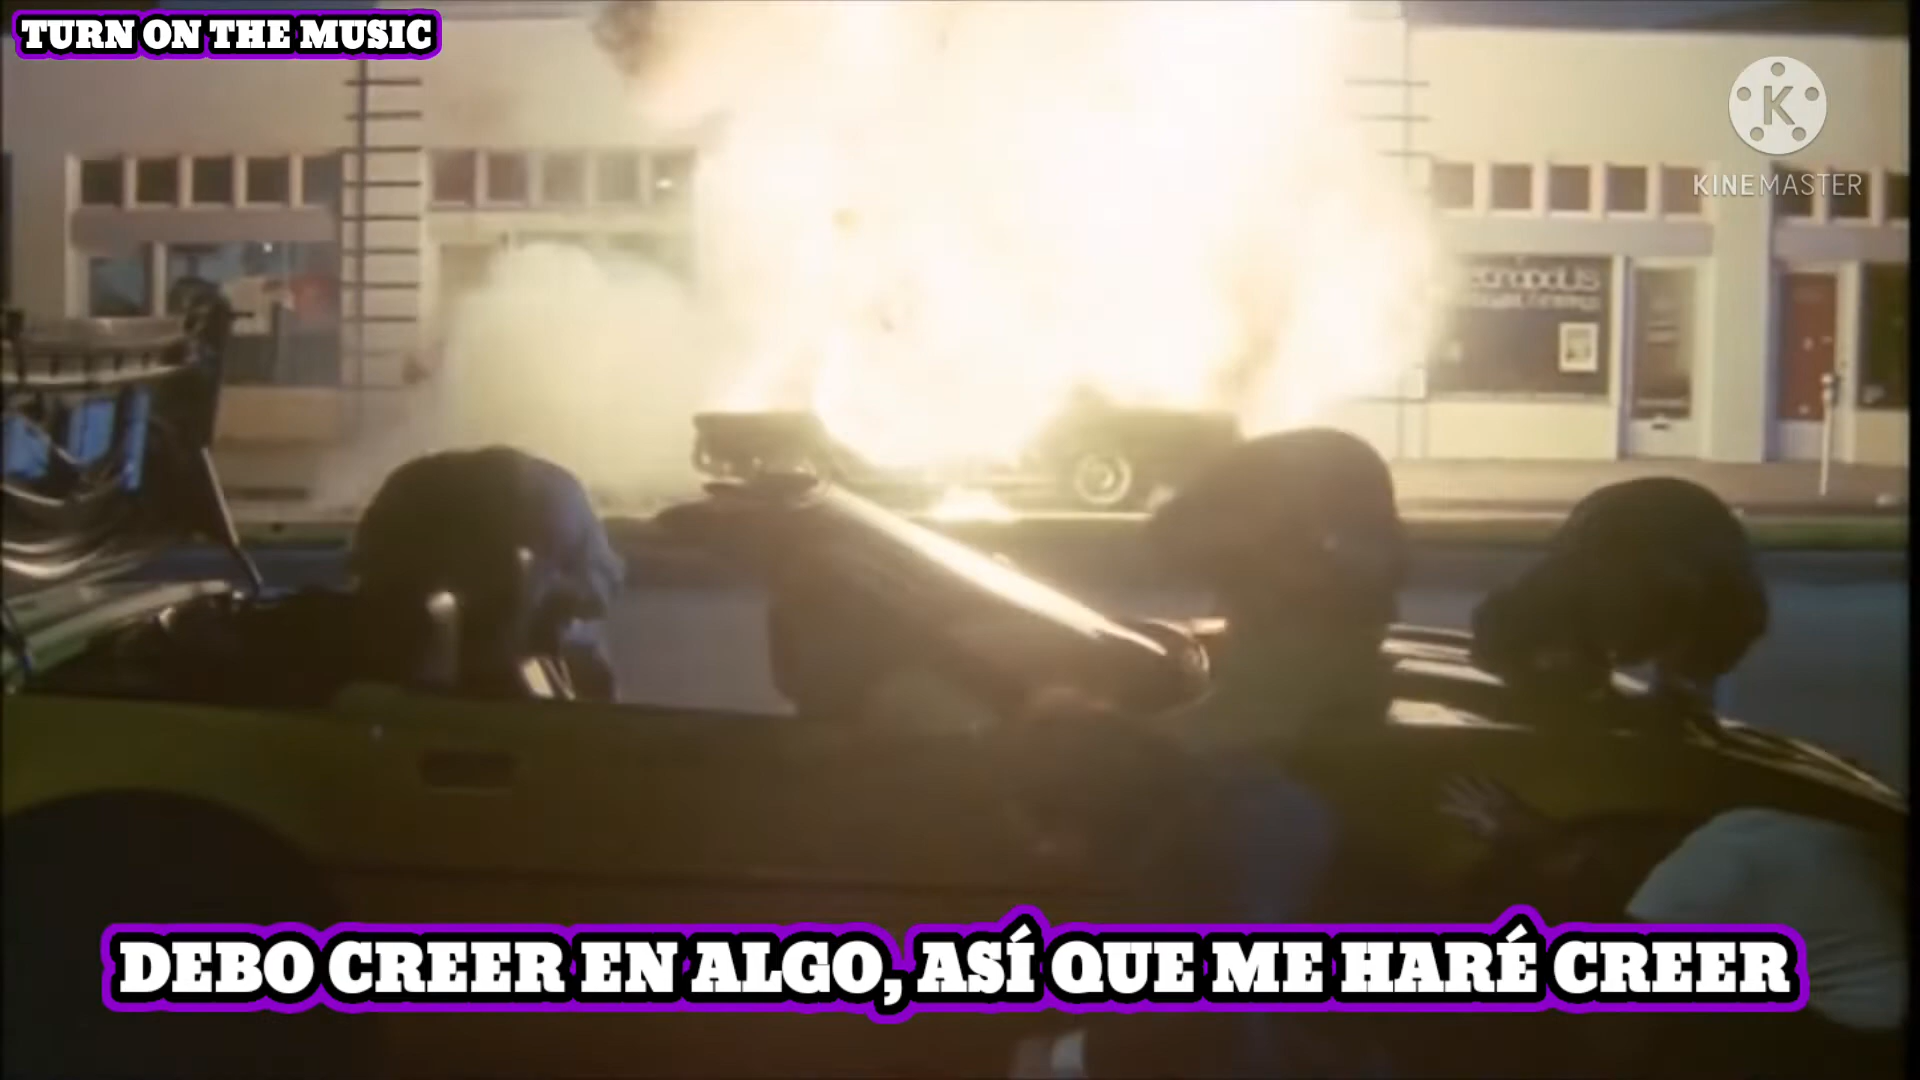 TURN ON THE MUSIC
KINEMASTER
DEBO CREER EN ALGO, ASÍ QUE ME HARÉ CREER